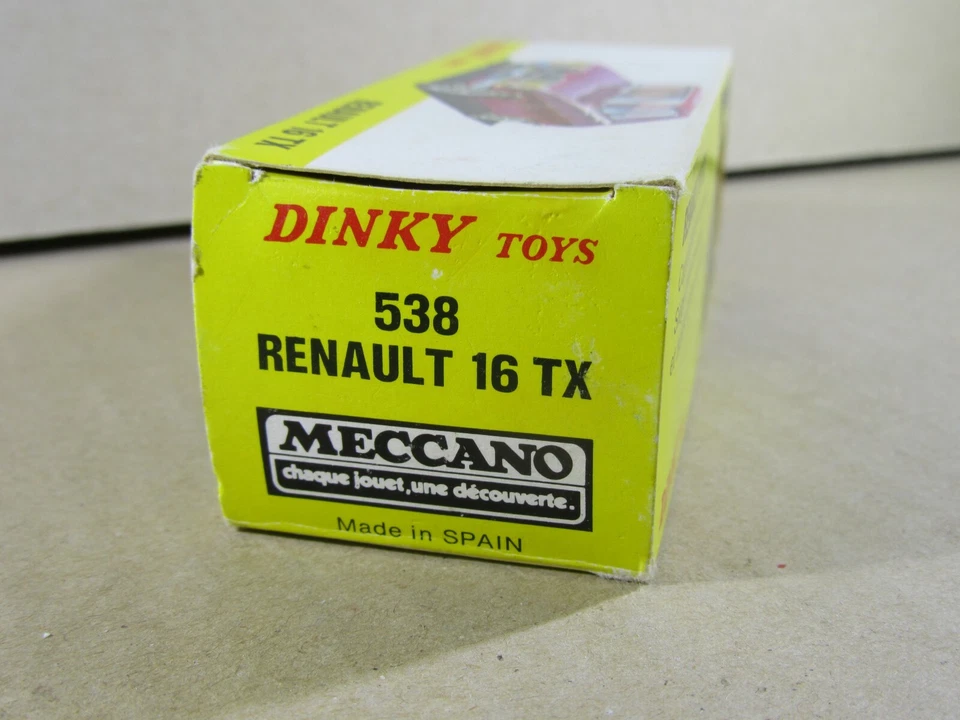 RENAULT 16 TX
DINKY TOYS
538
RENAULT 16 TX
MECCANO
chaque jouet, une découverte.
Made in SPAIN